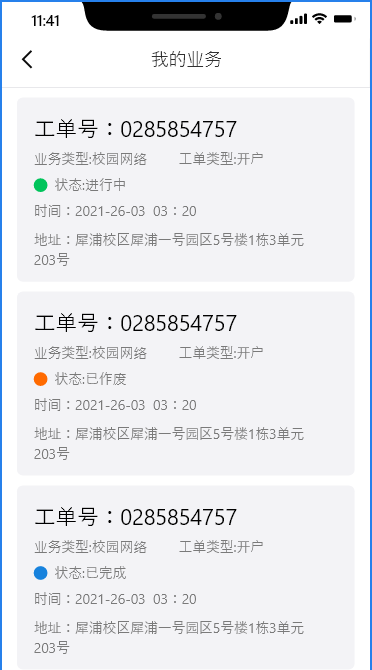 11:41
我的业务
工单号：0285854757
业务类型:校园网络 工单类型:开户
状态:进行中
时间：2021-26-03 03：20
地址：犀浦校区犀浦一号园区5号楼1栋3单元
203号
工单号：0285854757
业务类型:校园网络 工单类型:开户
状态:已作废
时间：2021-26-03 03：20
地址：犀浦校区犀浦一号园区5号楼1栋3单元
203号
工单号：0285854757
业务类型:校园网络 工单类型:开户
状态:已完成
时间：2021-26-03 03：20
地址：犀浦校区犀浦一号园区5号楼1栋3单元
203号